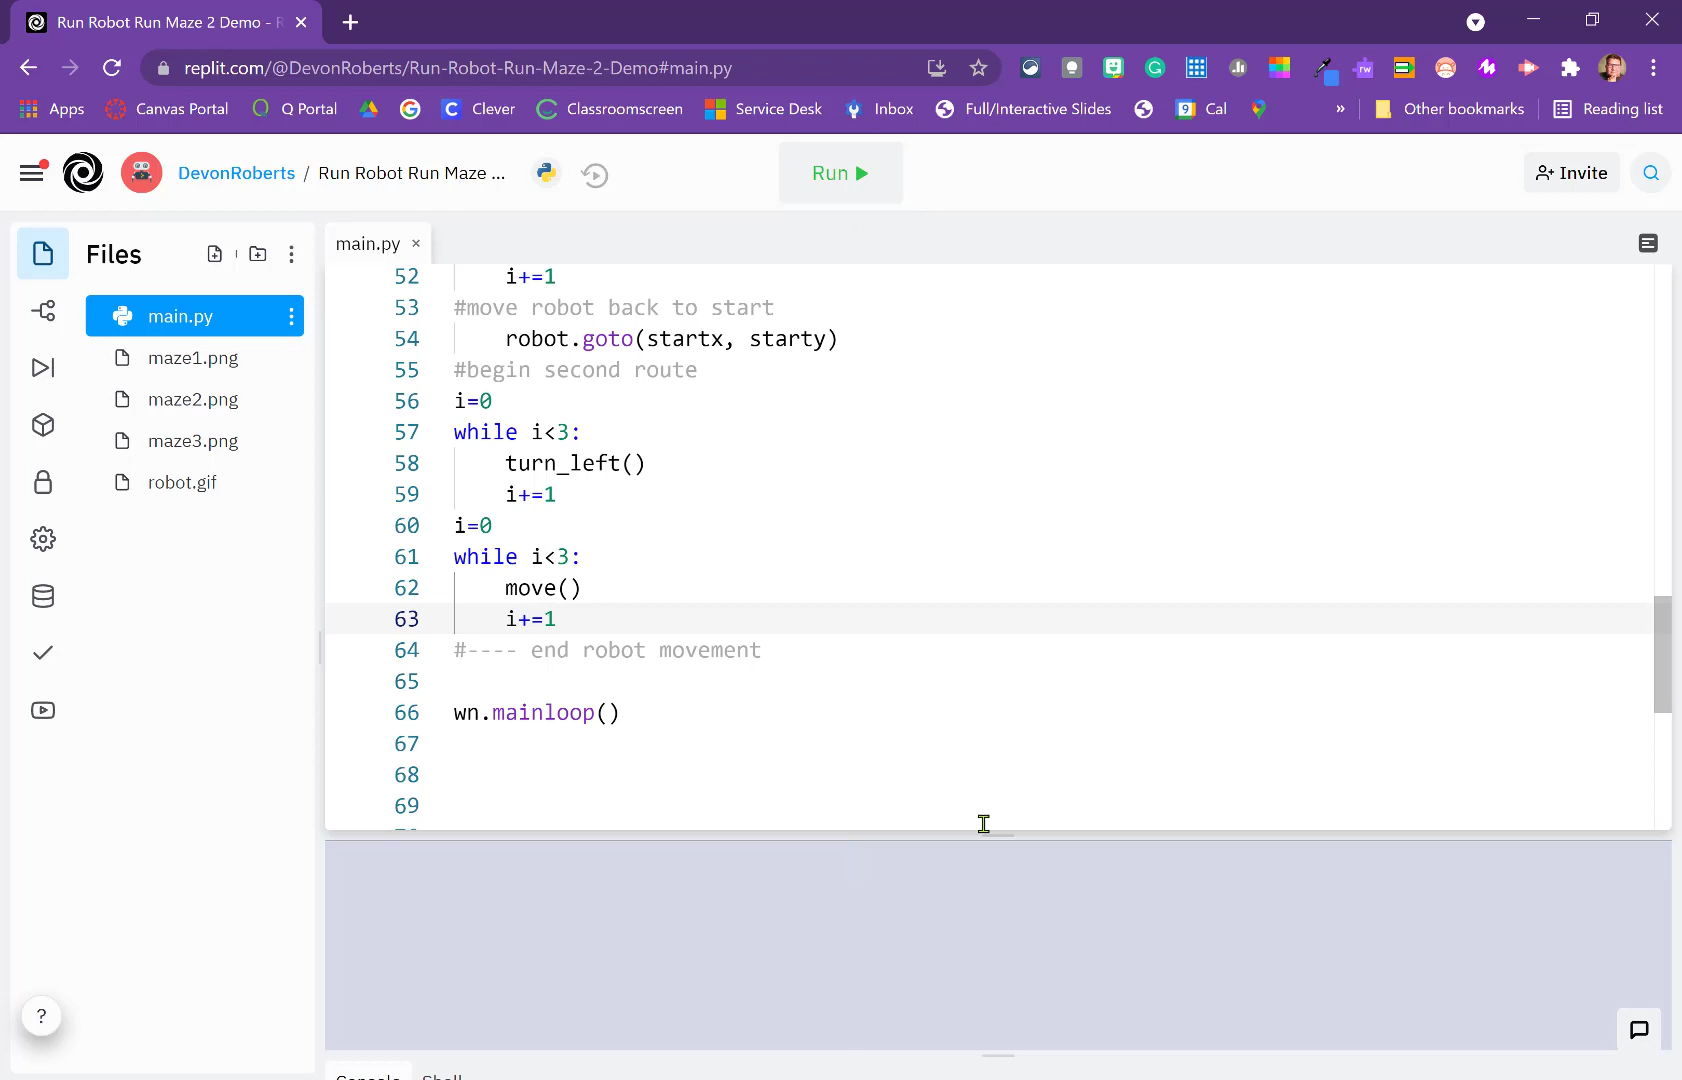 Run Robot Run Maze 2 Demo - R
replit.com/@DevonRoberts/Run-Robot-Run-Maze-2-Demo#main.py
Apps Canvas Portal Q Portal Clever Classroomscreen Service Desk Inbox Full/Interactive Slides 9 Cal » Other bookmarks Reading list
DevonRoberts / Run Robot Run Maze ... Run Invite
Files
main.py
maze1.png
maze2.png
maze3.png
robot.gif
?
main.py ×
52 i+=1
53 #move robot back to start
54 robot.goto(startx, starty)
55 #begin second route
56 i=0
57 while i<3:
58 turn_left()
59 i+=1
60 i=0
61 while i<3:
62 move()
63 i+=1
64 #---- end robot movement
65
66 wn.mainloop()
67
68
69
Console Shell